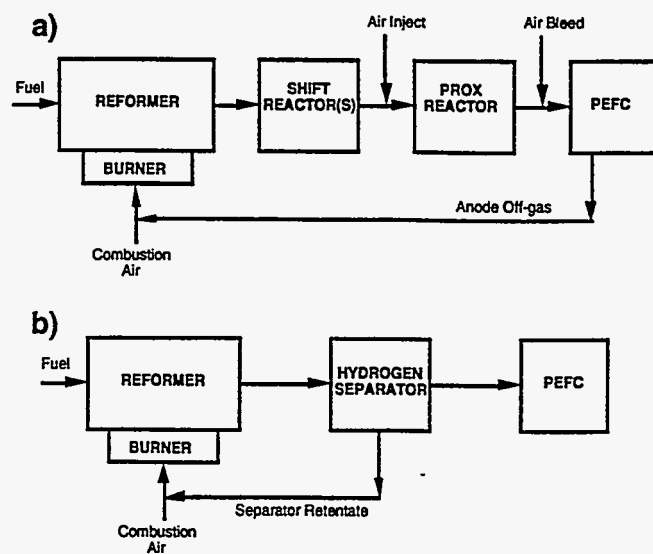 a)
Air Inject
Air Bleed
Fuel
REFORMER
SHIFT
REACTOR(S)
PROX
REACTOR
PEFC
BURNER
Anode Off-gas
Combustion
Air
b)
Fuel
REFORMER
HYDROGEN
SEPARATOR
PEFC
BURNER
Separator Retentate
Combustion
Air